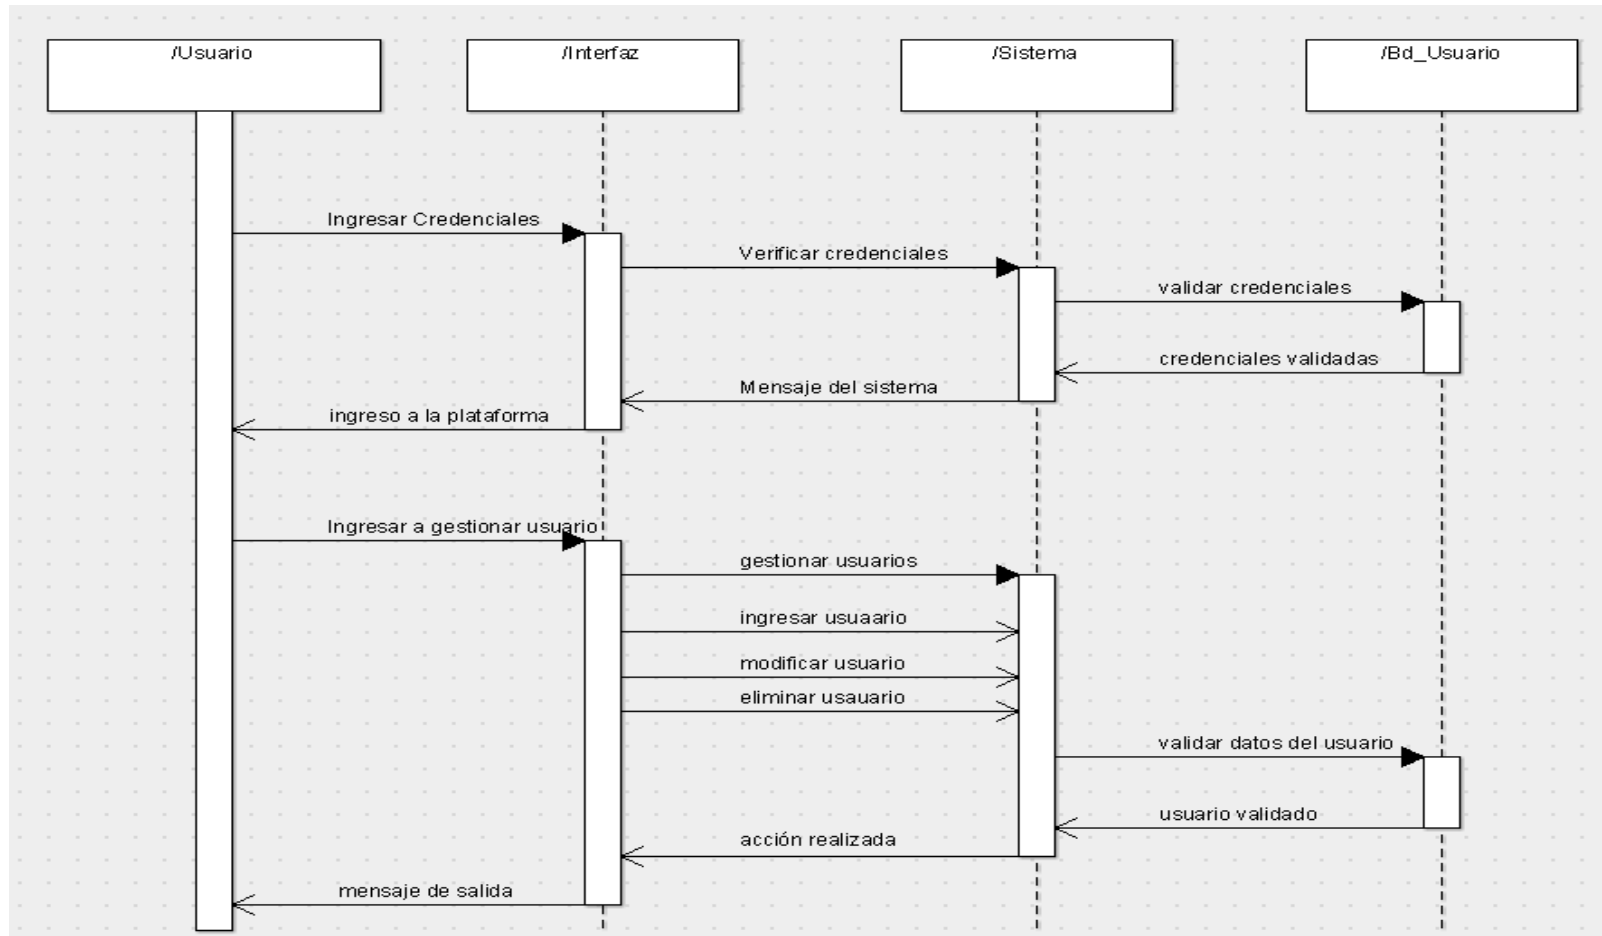 /Usuario
/Interfaz
/Sistema
/Bd_Usuario
Ingresar Credenciales
Verificar credenciales
validar credenciales
credenciales validadas
Mensaje del sistema
ingreso a la plataforma
Ingresar a gestionar usuario
gestionar usuarios
ingresar usuaario
modificar usuario
eliminar usauario
validar datos del usuario
usuario validado
acción realizada
mensaje de salida